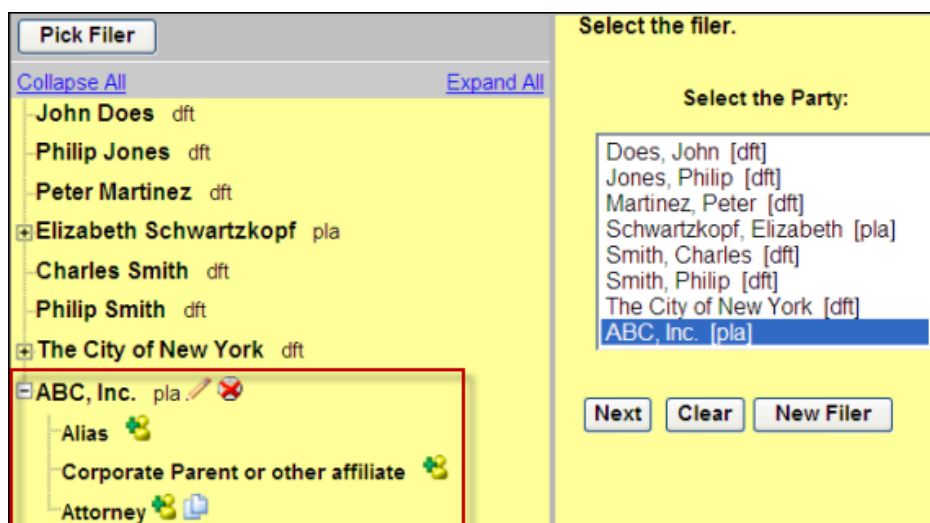 Pick Filer
Collapse All Expand All
John Does dft
Philip Jones dft
Peter Martinez dft
Elizabeth Schwartzkopf pla
Charles Smith dft
Philip Smith dft
The City of New York dft
ABC, Inc. pla
Alias
Corporate Parent or other affiliate
Attorney
Select the filer.
Select the Party:
Does, John [dft]
Jones, Philip [dft]
Martinez, Peter [dft]
Schwartzkopf, Elizabeth [pla]
Smith, Charles [dft]
Smith, Philip [dft]
The City of New York [dft]
ABC, Inc. [pla]
Next Clear New Filer